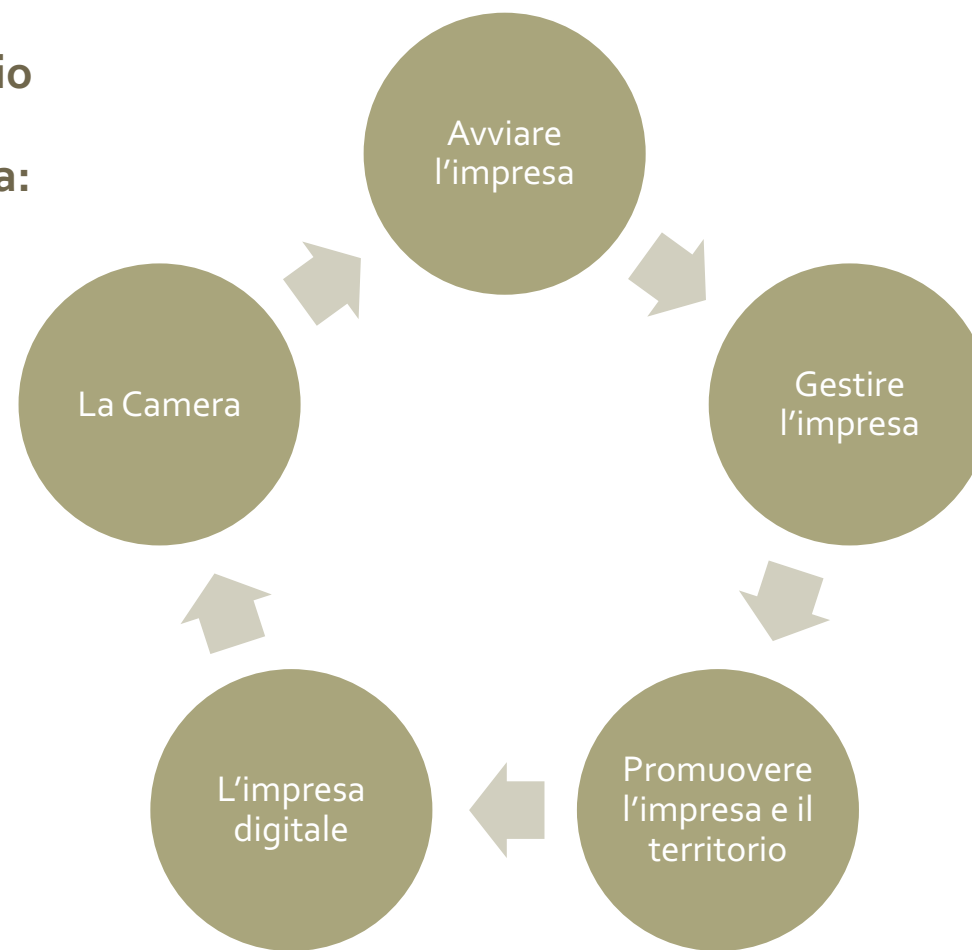 io
a:
Avviare
l'impresa
Gestire
l'impresa
Promuovere
l'impresa e il
territorio
L'impresa
digitale
La Camera